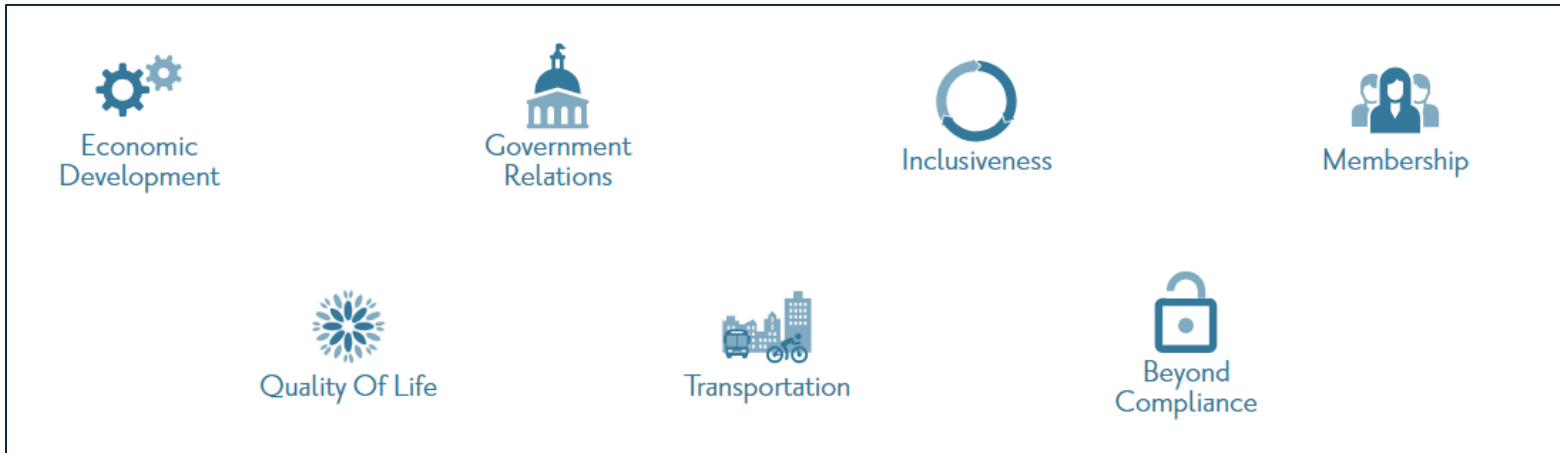 Economic
Development
Government
Relations
Inclusiveness
Membership
Quality Of Life
Transportation
Beyond
Compliance